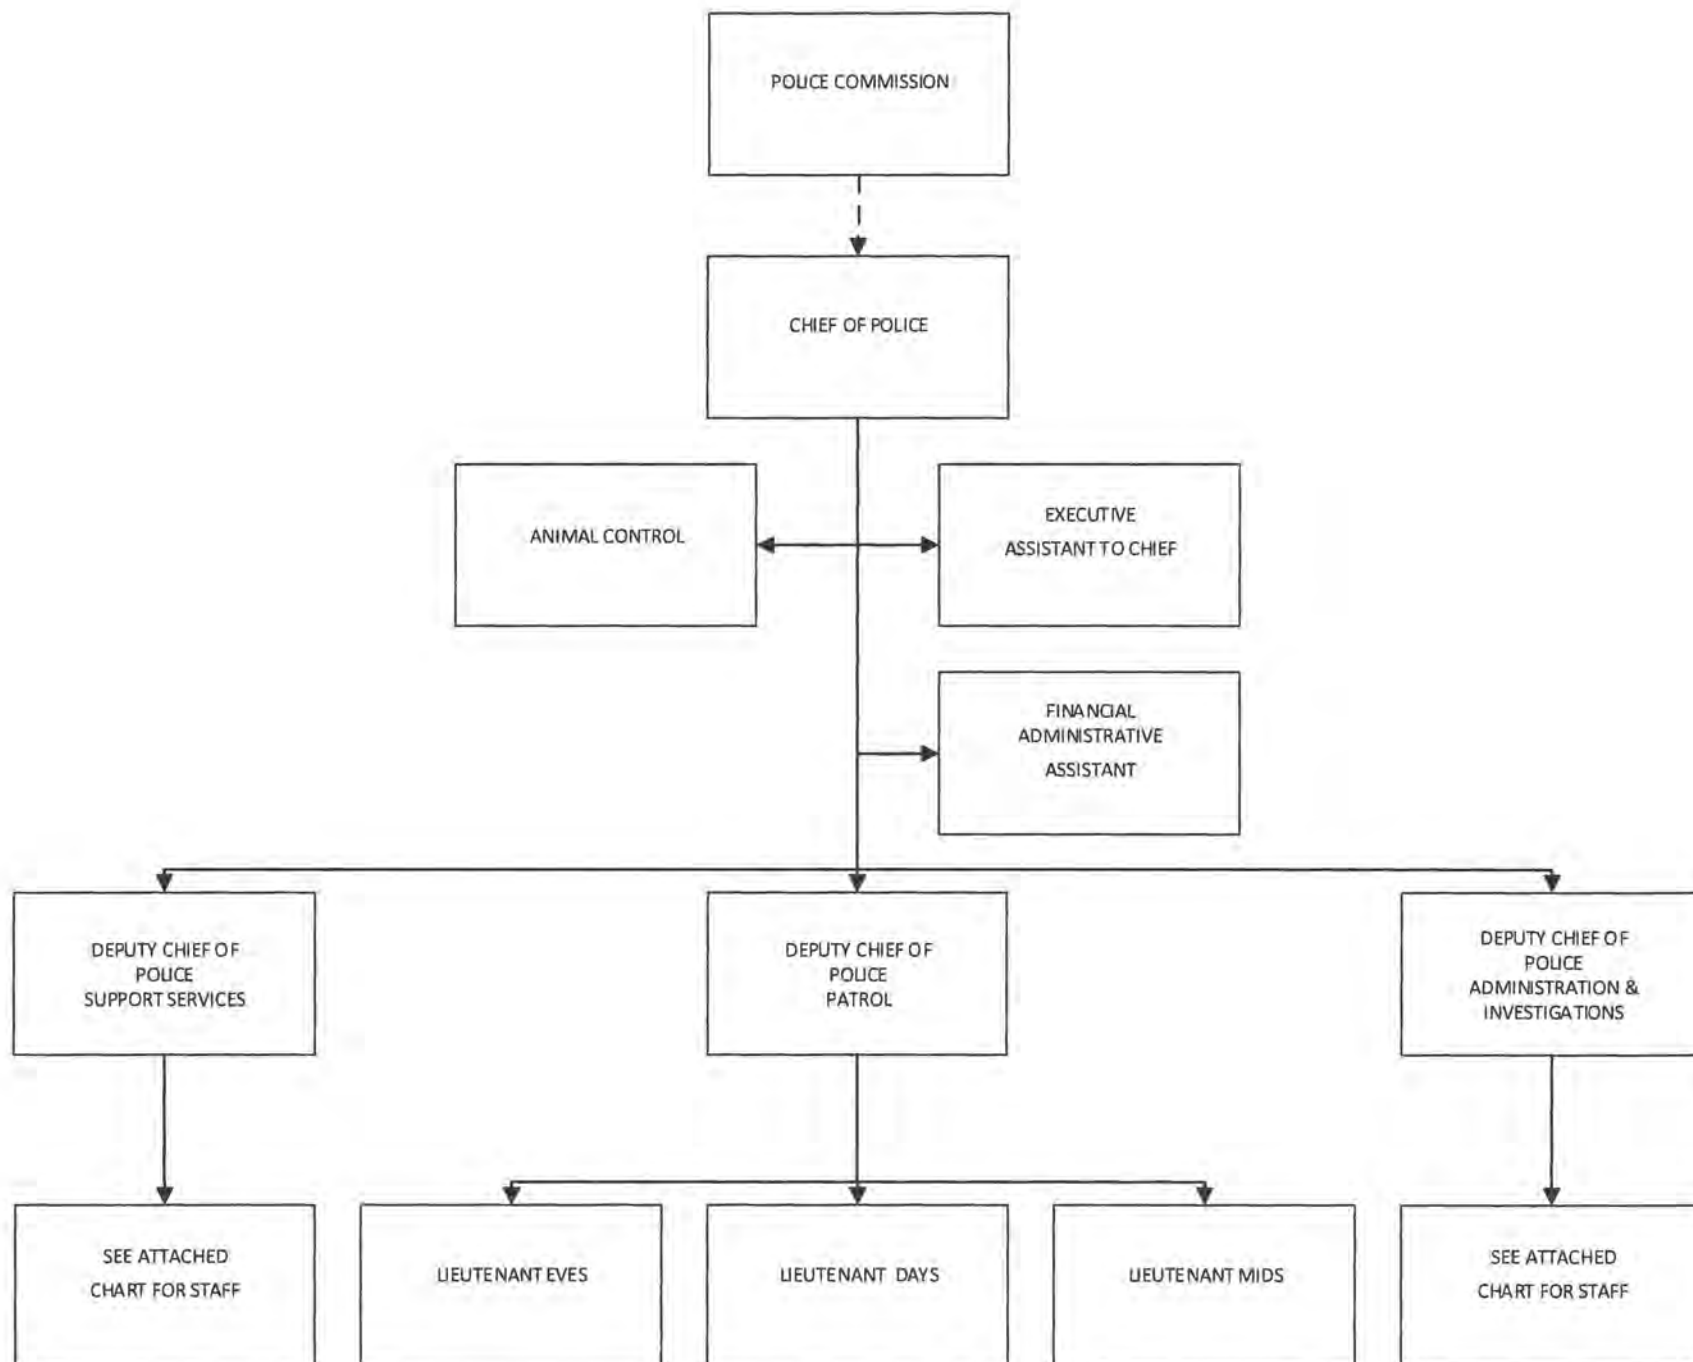 POLICE COMMISSION
CHIEF OF POLICE
ANIMAL CONTROL
EXECUTIVE
ASSISTANT TO CHIEF
FINANCIAL
ADMINISTRATIVE
ASSISTANT
DEPUTY CHIEF OF
POLICE
SUPPORT SERVICES
DEPUTY CHIEF OF
POLICE
PATROL
DEPUTY CHIEF OF
POLICE
ADMINISTRATION &
INVESTIGATIONS
SEE ATTACHED
CHART FOR STAFF
LIEUTENANT EVES
LIEUTENANT DAYS
LIEUTENANT MIDS
SEE ATTACHED
CHART FOR STAFF